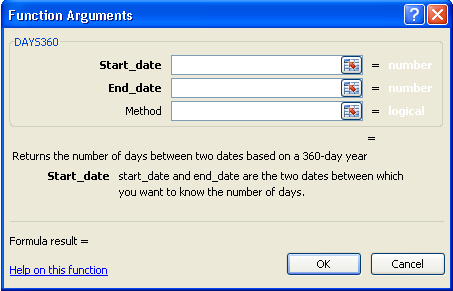 Function Arguments
DAYS360
Start_date = number
End_date = number
Method = logical
=
Returns the number of days between two dates based on a 360-day year
Start_date start_date and end_date are the two dates between which
you want to know the number of days.
Formula result =
Help on this function
OK
Cancel